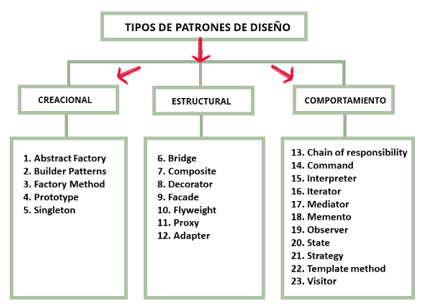 TIPOS DE PATRONES DE DISEÑO
CREACIONAL
1. Abstract Factory
2. Builder Patterns
3. Factory Method
4. Prototype
5. Singleton
ESTRUCTURAL
6. Bridge
7. Composite
8. Decorator
9. Facade
10. Flyweight
11. Proxy
12. Adapter
COMPORTAMIENTO
13. Chain of responsibility
14. Command
15. Interpreter
16. Iterator
17. Mediator
18. Memento
19. Observer
20. State
21. Strategy
22. Template method
23. Visitor